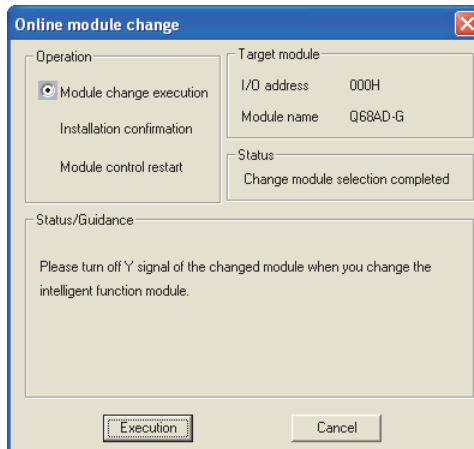 Online module change
Operation
Module change execution
Installation confirmation
Module control restart
Target module
I/O address 000H
Module name Q68AD-G
Status
Change module selection completed
Status/Guidance
Please turn off Y signal of the changed module when you change the
intelligent function module.
Execution Cancel